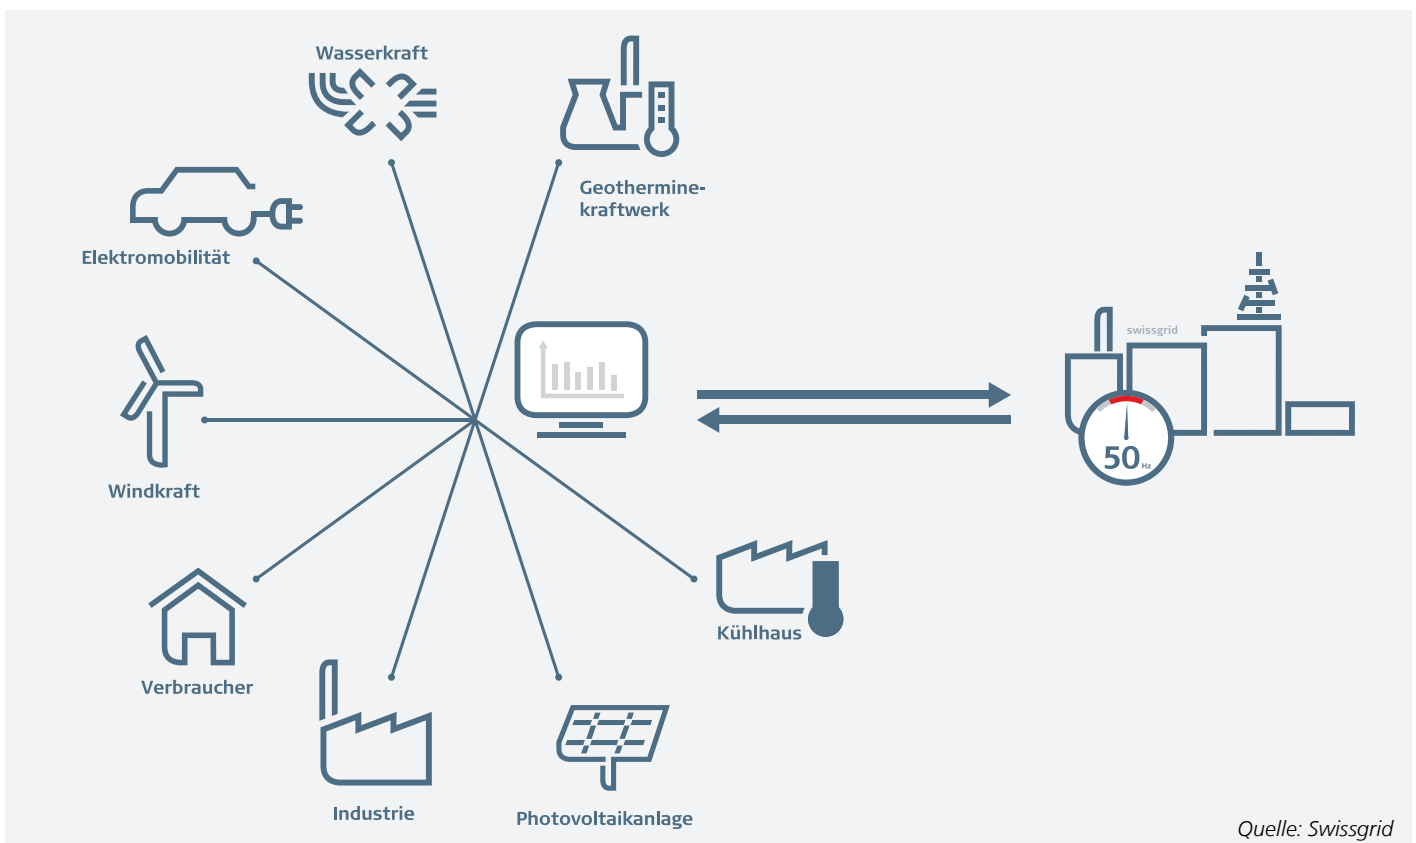 Wasserkraft
Geothermine-
kraftwerk
Elektromobilität
swissgrid
50 Hz
Windkraft
Kühlhaus
Verbraucher
Industrie
Photovoltaikanlage
Quelle: Swissgrid